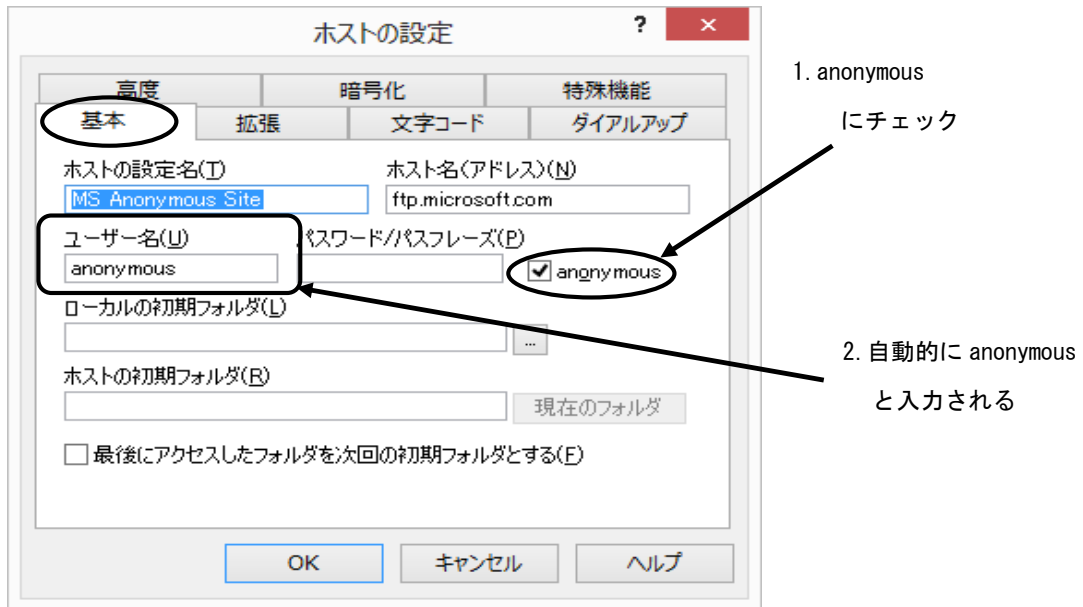 ホストの設定
?
×
1. anonymous
にチェック
高度 暗号化 特殊機能
基本 拡張 文字コード ダイアルアップ
ホストの設定名(T) ホスト名(アドレス)(N)
MS Anonymous Site ftp.microsoft.com
ユーザー名(U) パスワード/パスフレーズ(P)
anonymous anonymous
ローカルの初期フォルダ(L)
...
ホストの初期フォルダ(R)
現在のフォルダ
最後にアクセスしたフォルダを次回の初期フォルダとする(F)
2. 自動的に anonymous
と入力される
OK キャンセル ヘルプ